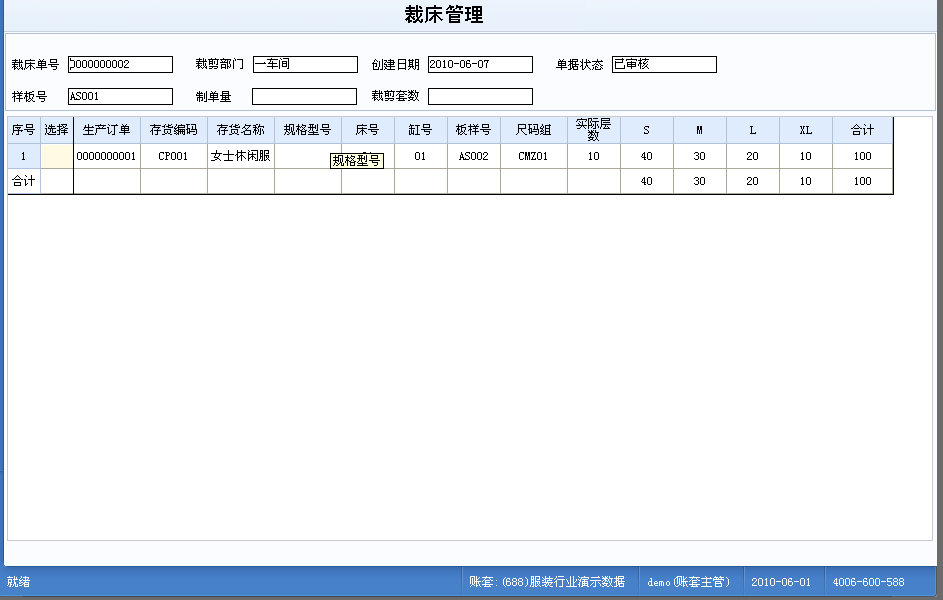 裁床管理
裁床单号 0000000002 裁剪部门 一车间 创建日期 2010-06-07 单据状态 已审核
样板号 AS001 制单量 裁剪套数
序号 选择 生产订单 存货编码 存货名称 规格型号 床号 缸号 板样号 尺码组 实际层数 S M L XL 合计
1 0000000001 CP001 女士休闲服 01 AS002 CMZ01 10 40 30 20 10 100
规格型号
合计 40 30 20 10 100
就绪 账套:(688)服装行业演示数据 demo(账套主管) 2010-06-01 4006-600-588